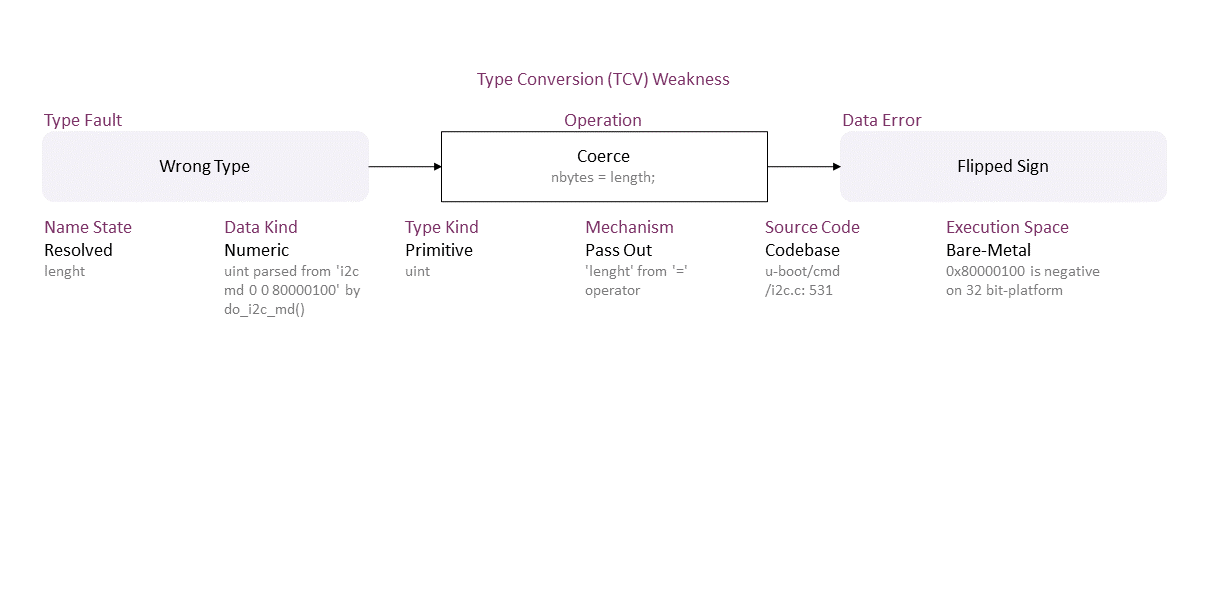 Type Conversion (TCV) Weakness
Type Fault
Operation
Data Error
Wrong Type
Coerce
nbytes = length;
Flipped Sign
Name State
Resolved
lenght
Data Kind
Numeric
uint parsed from 'i2c
md 0 0 80000100' by
do_i2c_md()
Type Kind
Primitive
uint
Mechanism
Pass Out
'lenght' from '='
operator
Source Code
Codebase
u-boot/cmd
/i2c.c: 531
Execution Space
Bare-Metal
0x80000100 is negative
on 32 bit-platform